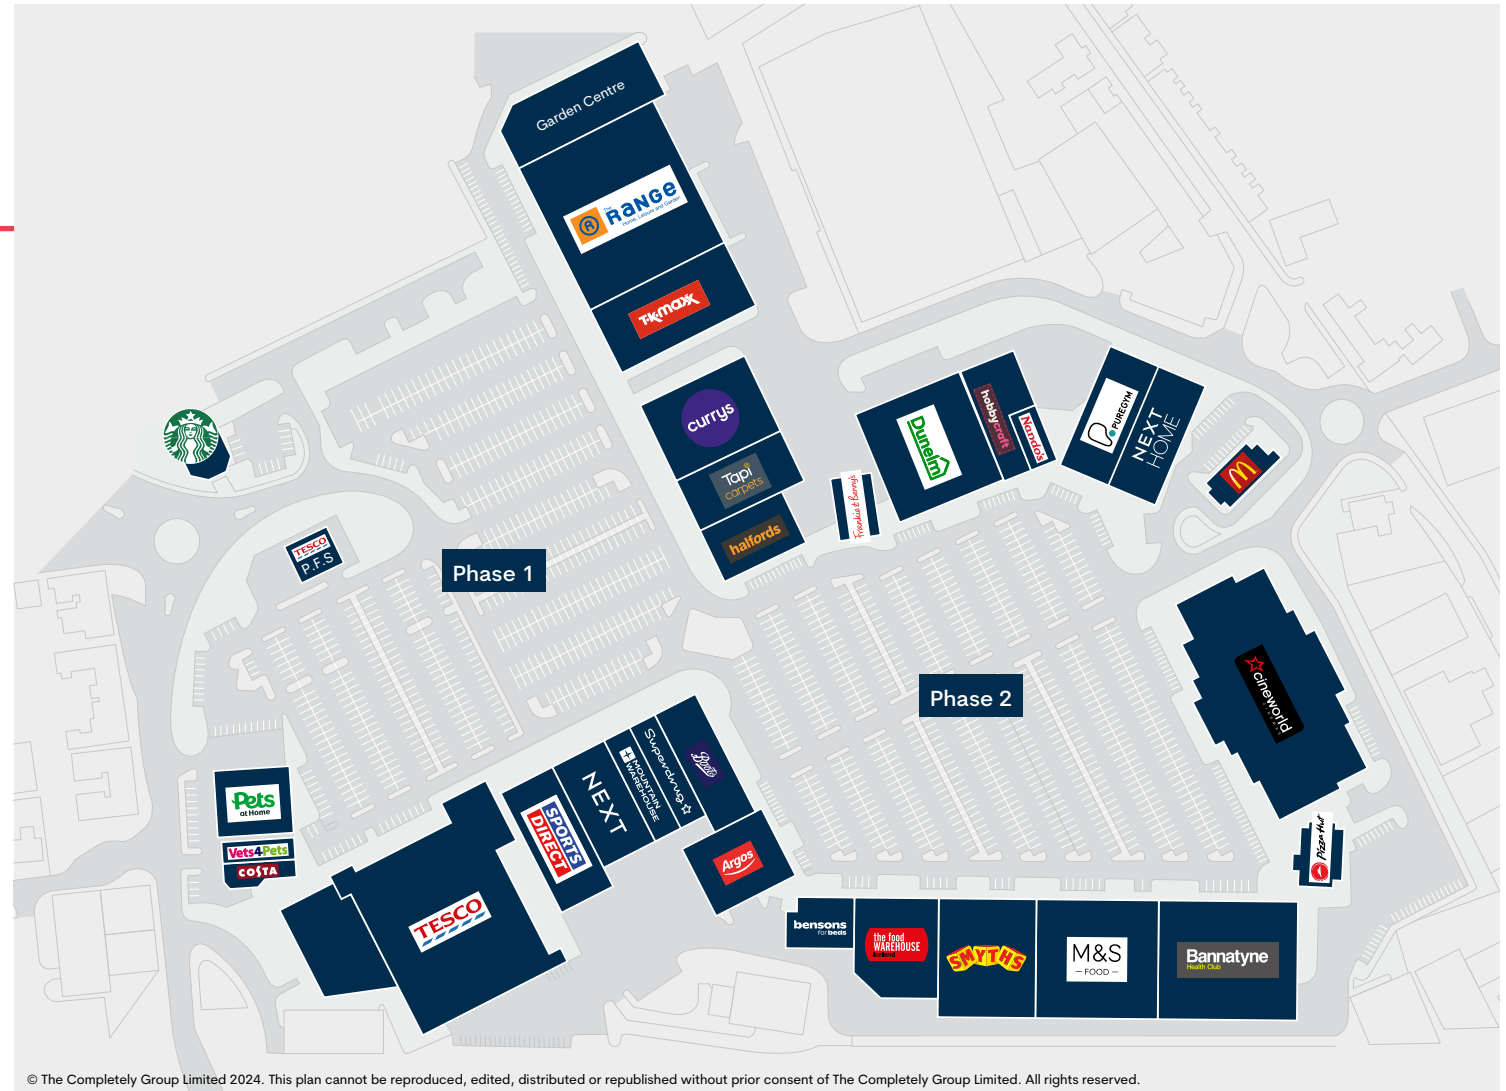 Garden Centre
The
RANGE
Home, Leisure and Garden
TK maxx
currys
Tapi
carpets
halfords
Frankie & Benny's
Dunelm
hobbycraft
Nando's
PUREGYM
NEXT
HOME
M
TESCO
P.F.S
Phase 1
Phase 2
cineworld
Pizza Hut
Pets
at Home
Vets4Pets
COSTA
TESCO
SPORTS
DIRECT
NEXT
MOUNTAIN
WAREHOUSE
Superdrug
Boots
Argos
bensons
for beds
the food
WAREHOUSE
Iceland
SMYTHS
M&S
FOOD
Bannatyne
Health Club
© The Completely Group Limited 2024. This plan cannot be reproduced, edited, distributed or republished without prior consent of The Completely Group Limited. All rights reserved.